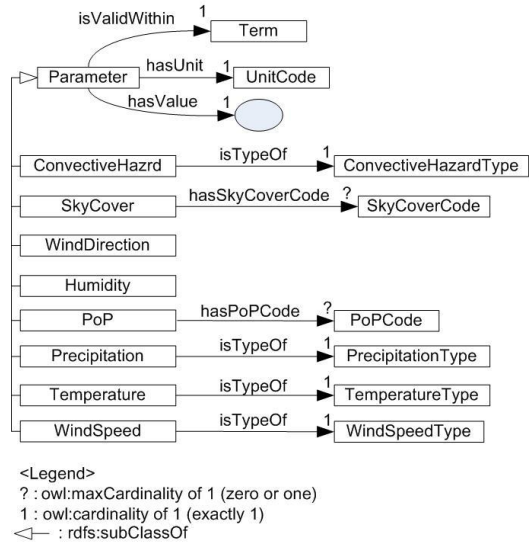 isValidWithin 1 Term
Parameter hasUnit 1 UnitCode
hasValue 1
ConvectiveHazrd isTypeOf 1 ConvectiveHazardType
SkyCover hasSkyCoverCode ? SkyCoverCode
WindDirection
Humidity
PoP hasPoPCode ? PoPCode
Precipitation isTypeOf 1 PrecipitationType
Temperature isTypeOf 1 TemperatureType
WindSpeed isTypeOf 1 WindSpeedType
<Legend>
? : owl:maxCardinality of 1 (zero or one)
1 : owl:cardinality of 1 (exactly 1)
: rdfs:subClassOf